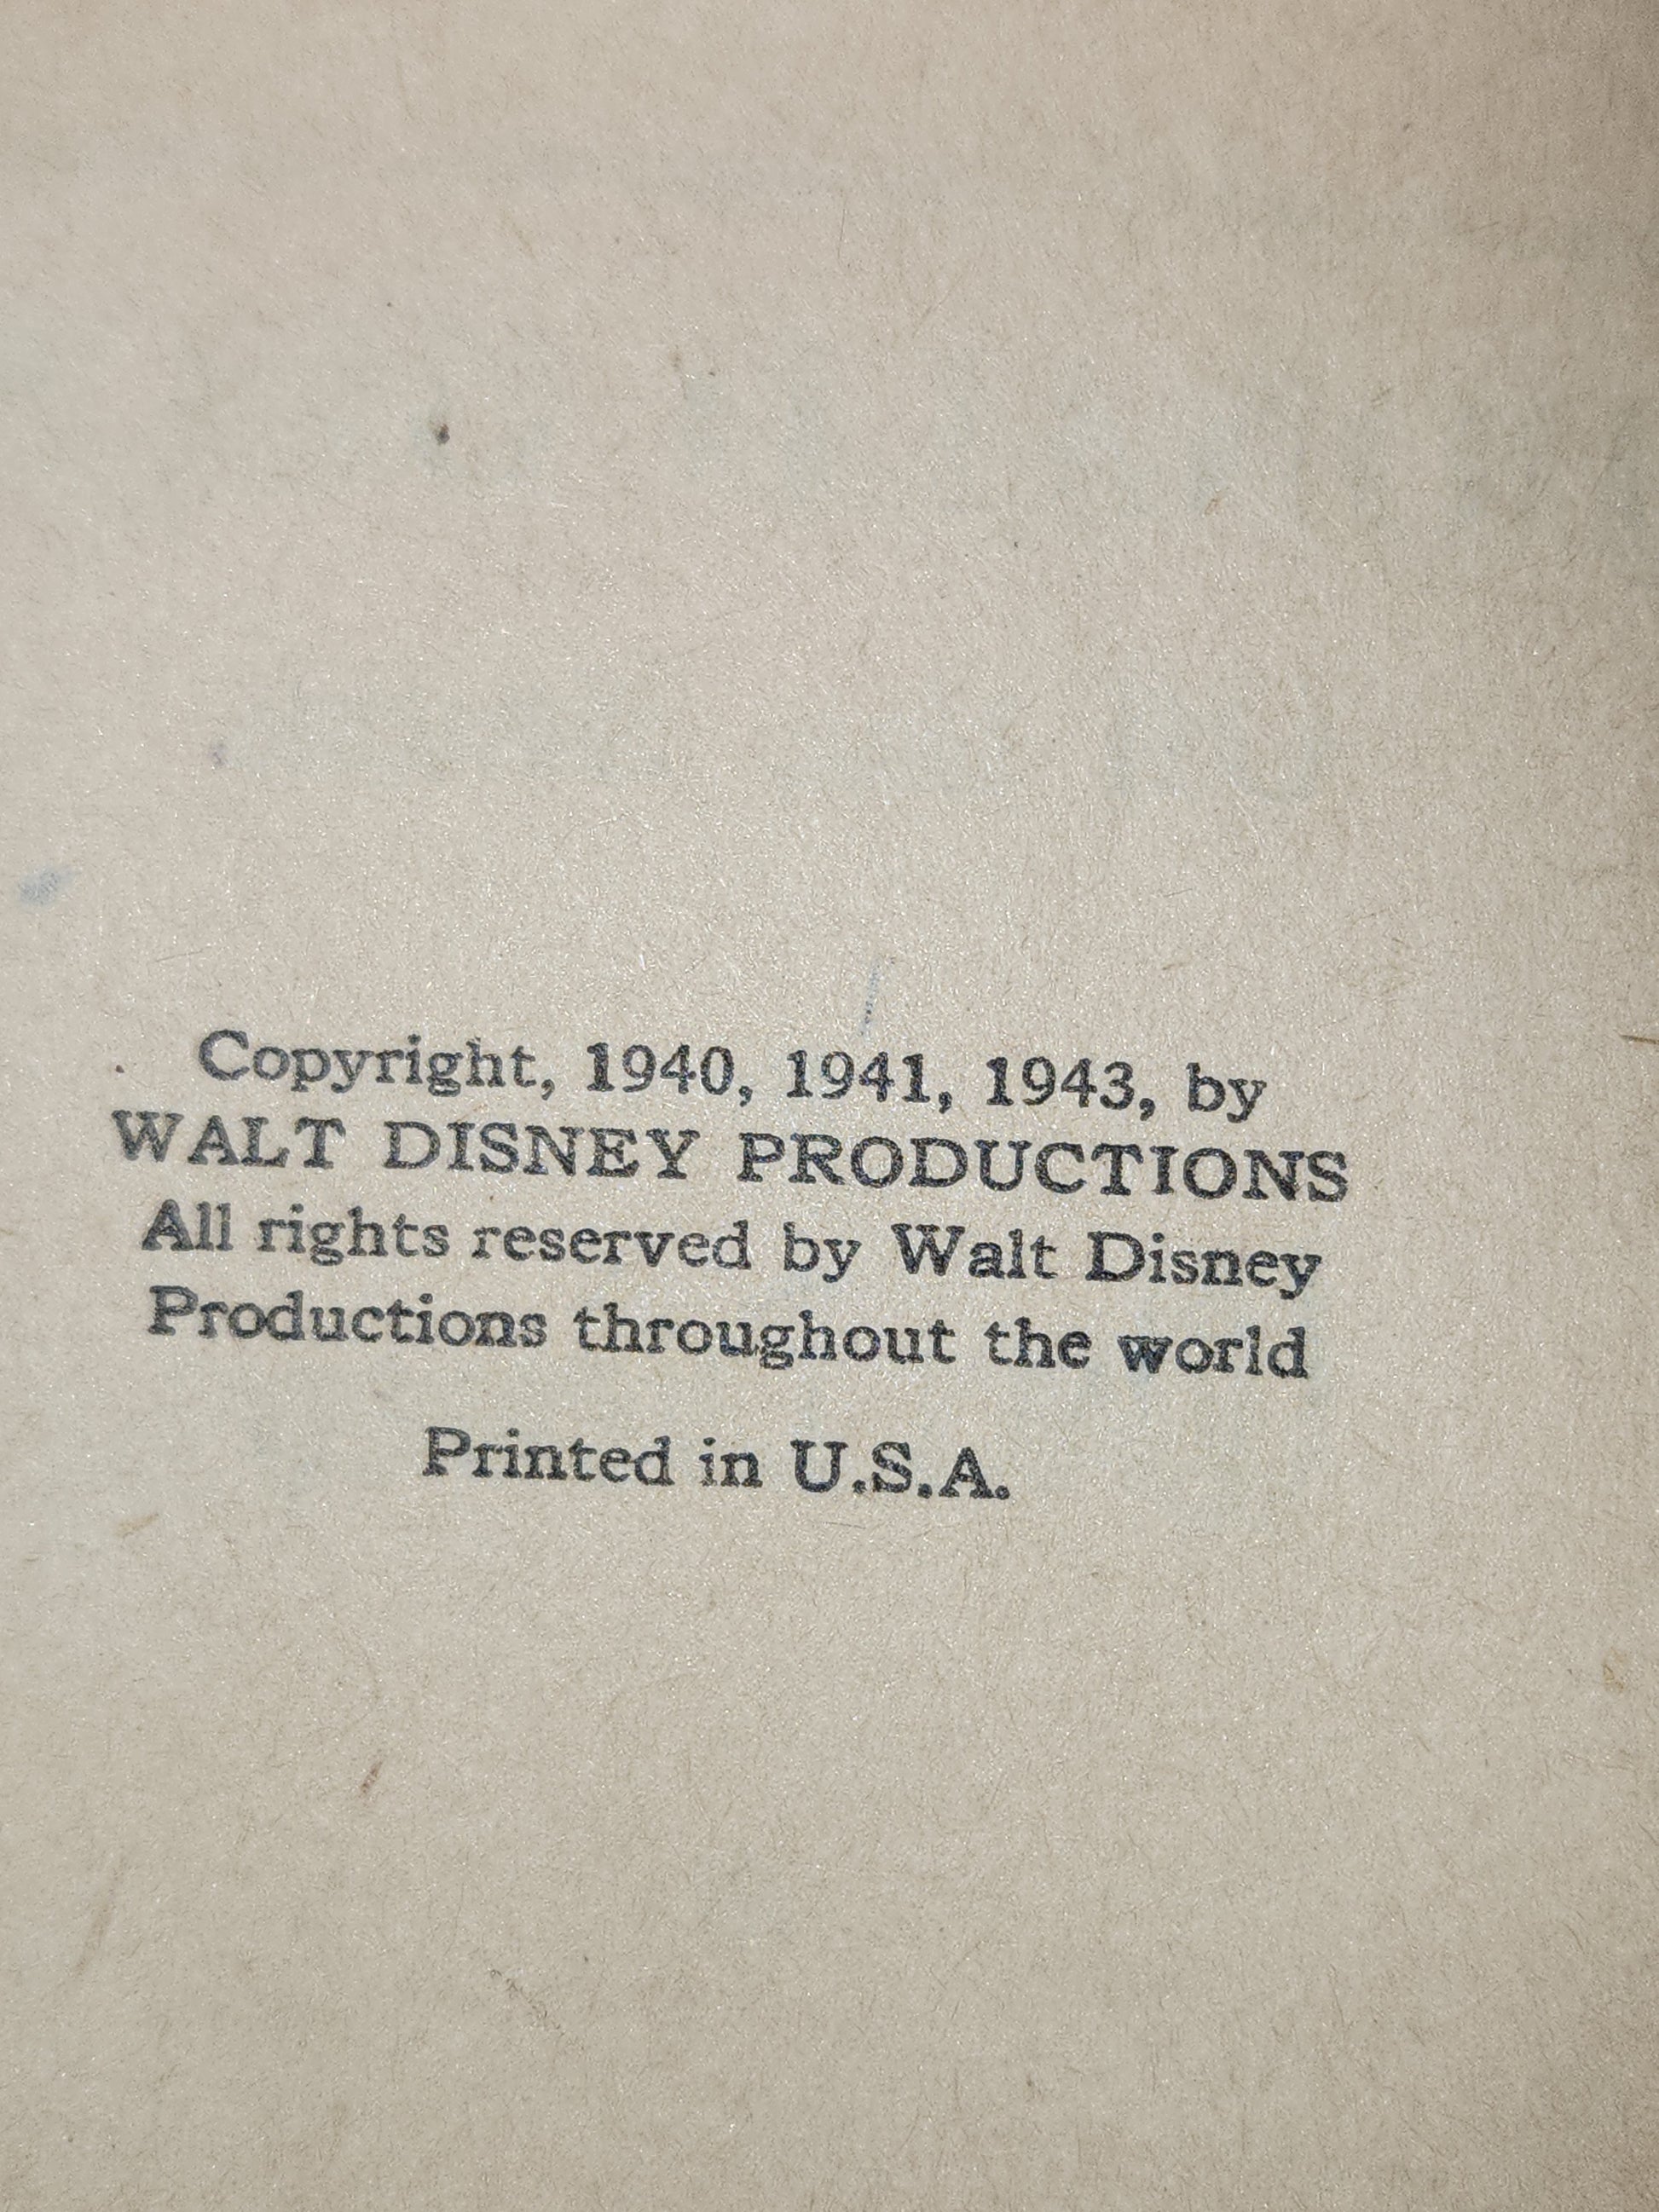 Copyright, 1940, 1941, 1943, by
WALT DISNEY PRODUCTIONS
All rights reserved by Walt Disney
Productions throughout the world
Printed in U.S.A.